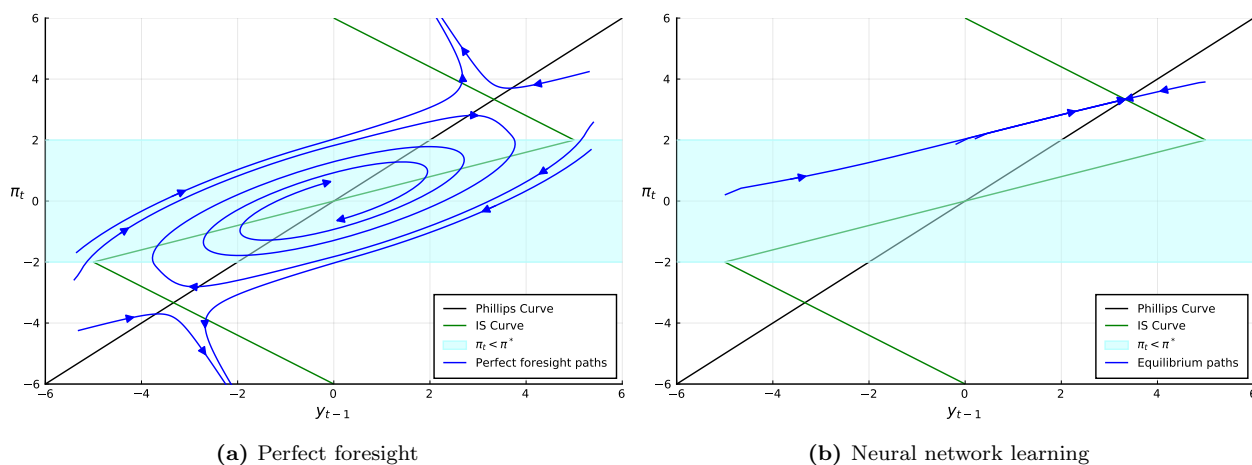 6
4
2
0
−2
−4
−6
π_t
−6 −4 −2 0 2 4 6
y_{t−1}
Phillips Curve
IS Curve
π_t < π^*
Perfect foresight paths
(a) Perfect foresight
6
4
2
0
−2
−4
−6
π_t
−6 −4 −2 0 2 4 6
y_{t−1}
Phillips Curve
IS Curve
π_t < π^*
Equilibrium paths
(b) Neural network learning